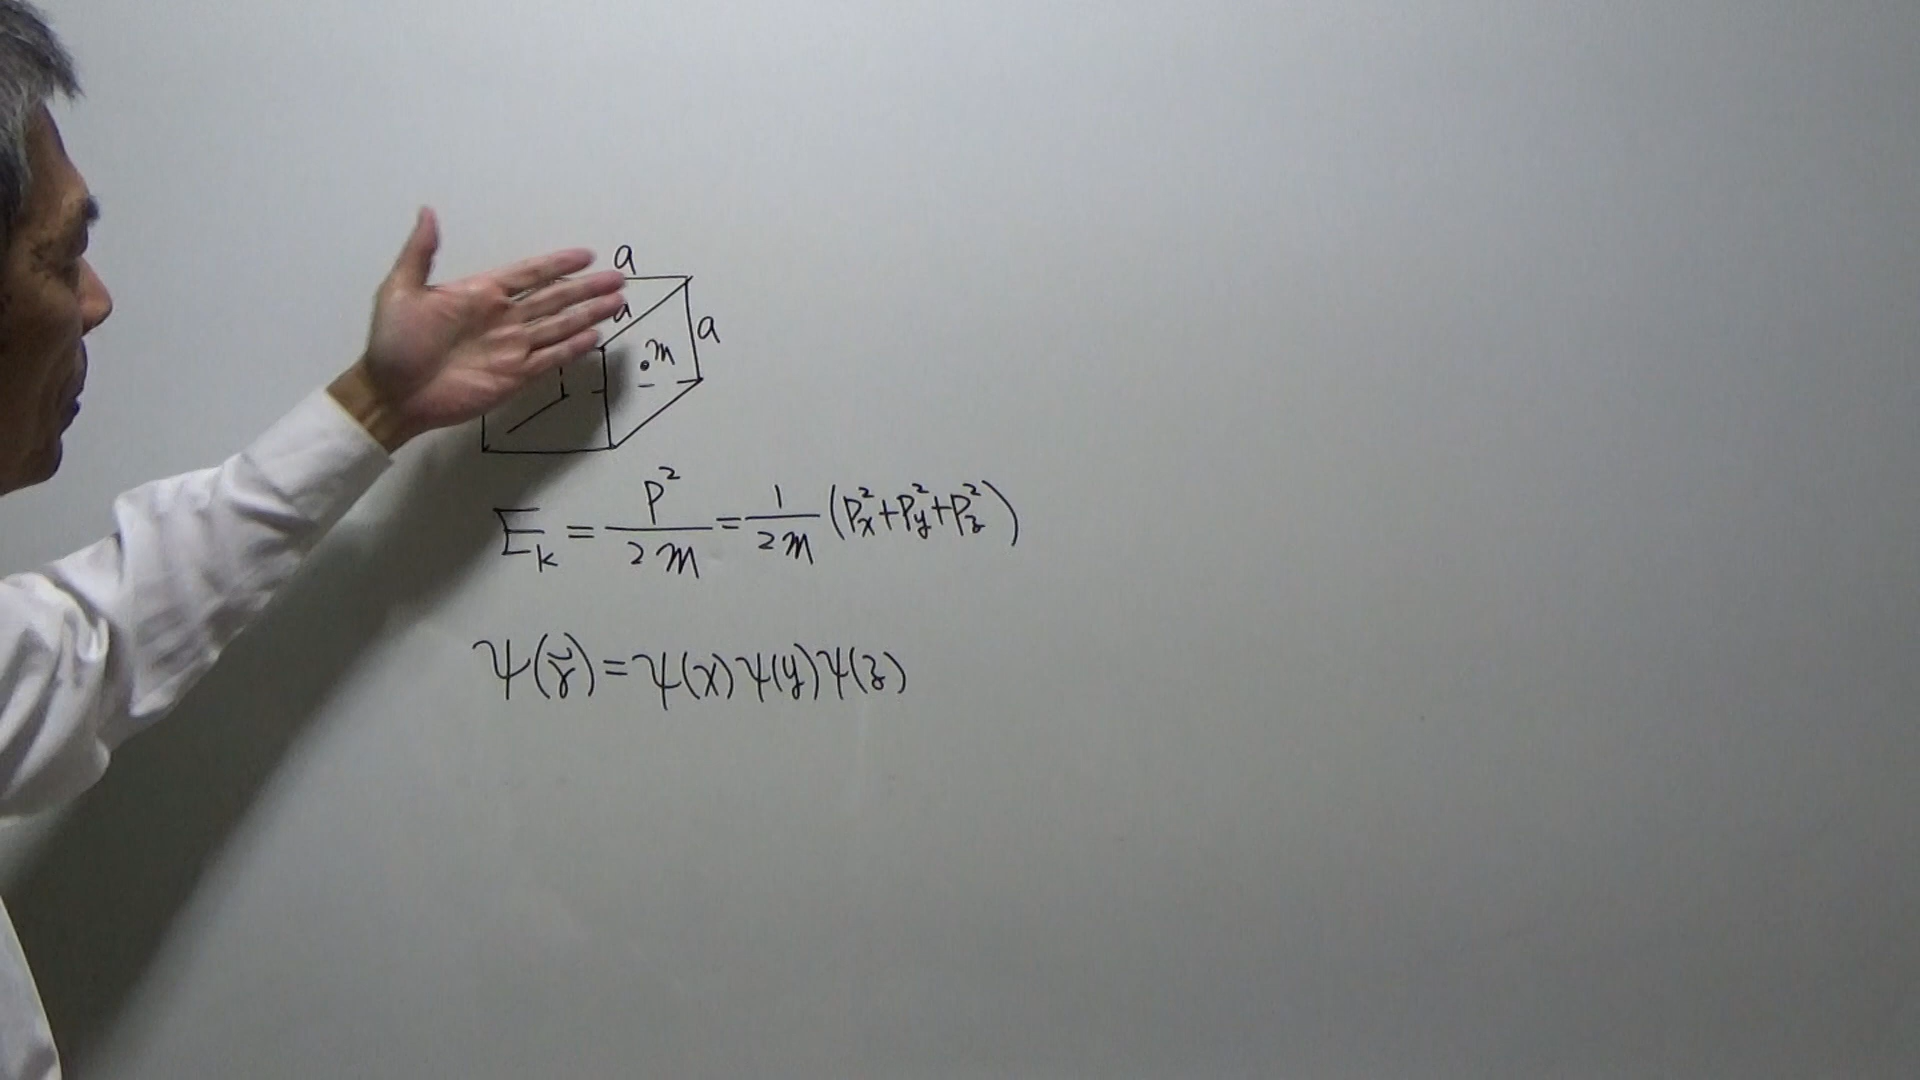 a
a
a
m
E_k = P²/2m = 1/2m (P_x²+P_y²+P_z²)
ψ(r⃗)=ψ(x)ψ(y)ψ(z)